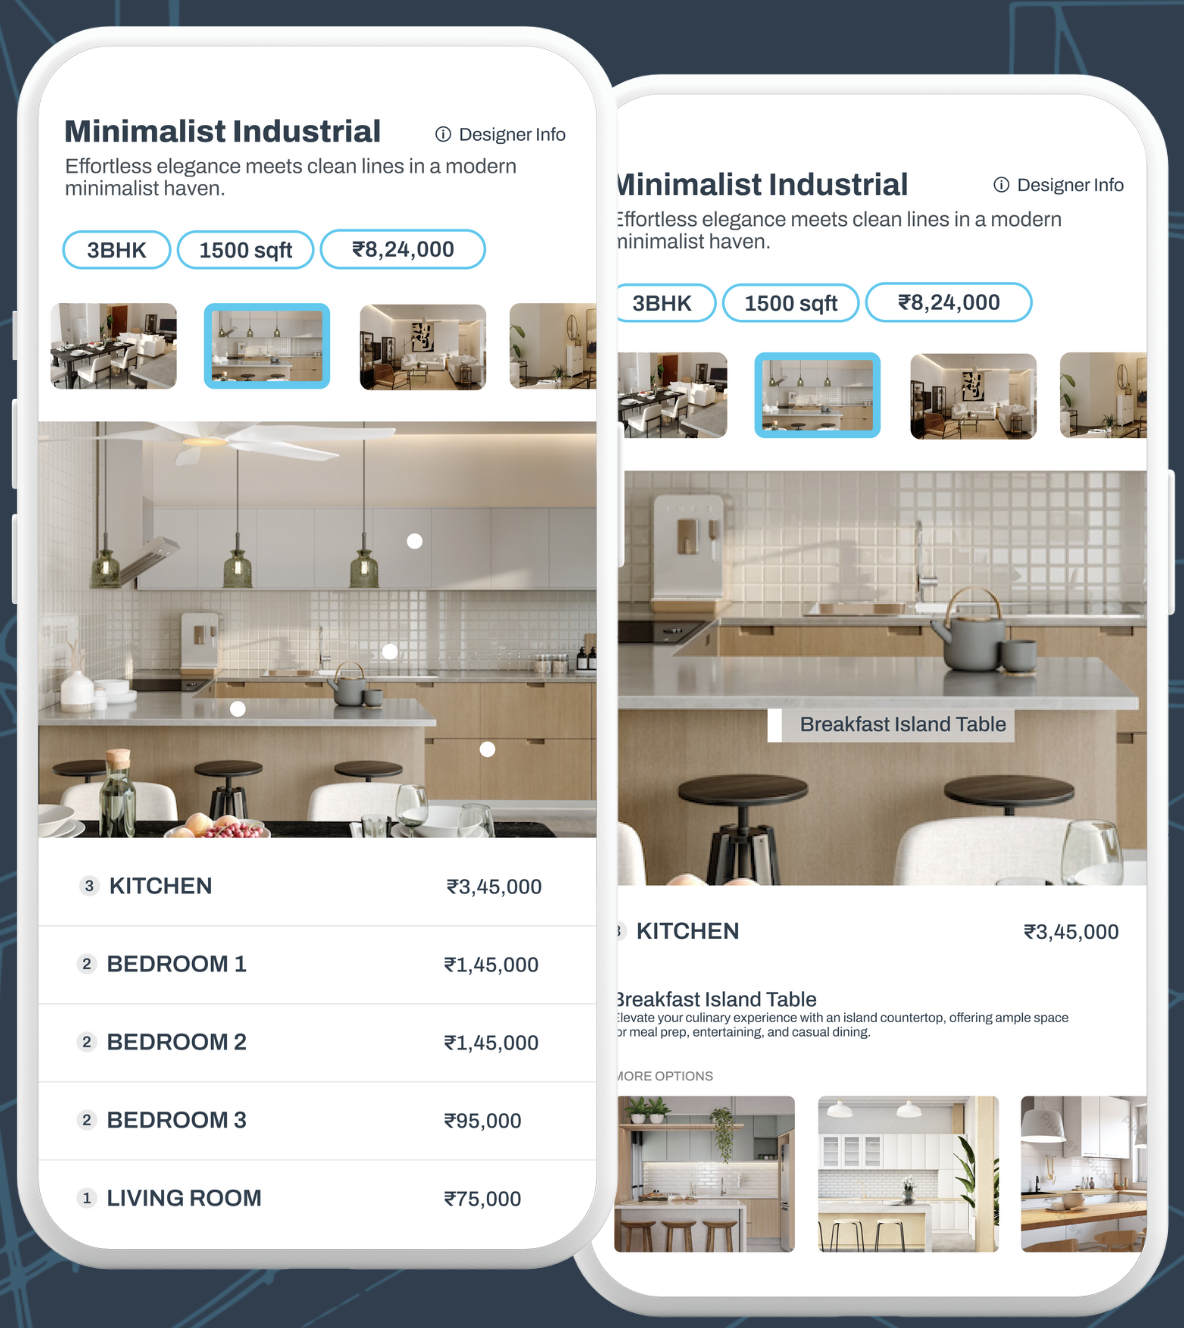 Minimalist Industrial
Designer Info
Effortless elegance meets clean lines in a modern
minimalist haven.
3BHK
1500 sqft
₹8,24,000
3 KITCHEN ₹3,45,000
2 BEDROOM 1 ₹1,45,000
2 BEDROOM 2 ₹1,45,000
2 BEDROOM 3 ₹95,000
1 LIVING ROOM ₹75,000
Minimalist Industrial
Designer Info
Effortless elegance meets clean lines in a modern
minimalist haven.
3BHK
1500 sqft
₹8,24,000
Breakfast Island Table
3 KITCHEN ₹3,45,000
Breakfast Island Table
Elevate your culinary experience with an island countertop, offering ample space
for meal prep, entertaining, and casual dining.
MORE OPTIONS